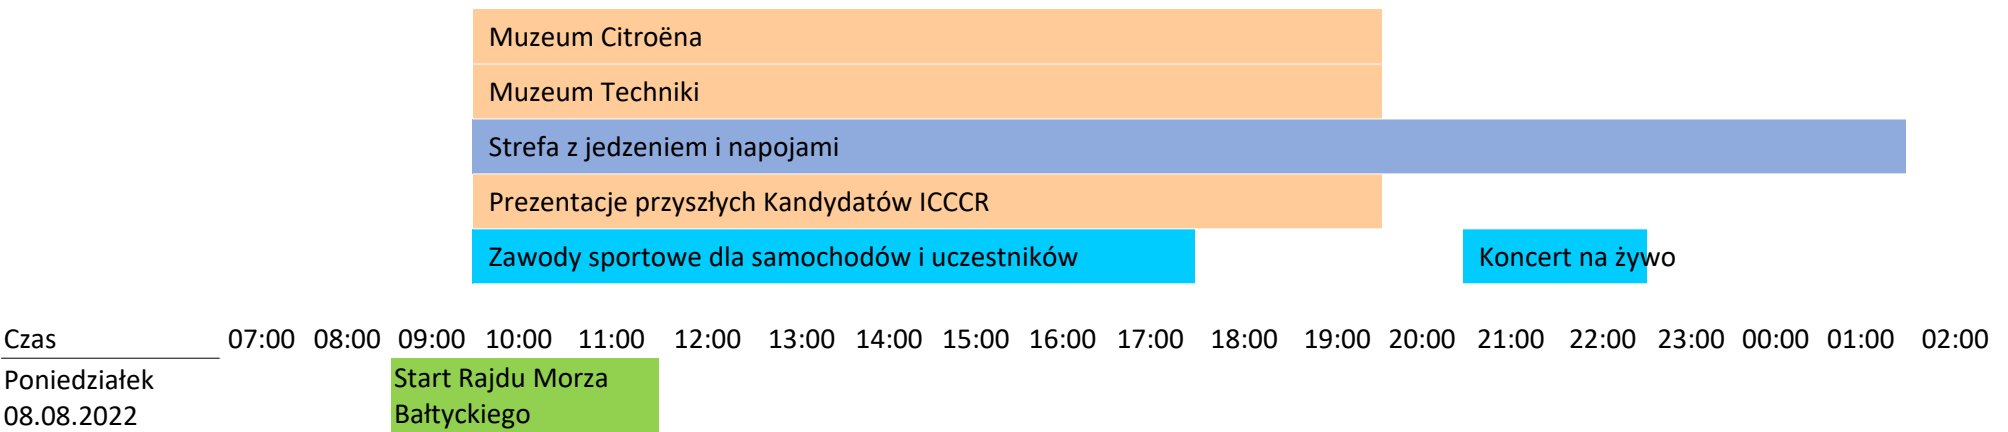 Muzeum Citroëna
Muzeum Techniki
Strefa z jedzeniem i napojami
Prezentacje przyszłych Kandydatów ICCCR
Zawody sportowe dla samochodów i uczestników Koncert na żywo
Czas 07:00 08:00 09:00 10:00 11:00 12:00 13:00 14:00 15:00 16:00 17:00 18:00 19:00 20:00 21:00 22:00 23:00 00:00 01:00 02:00
Poniedziałek Start Rajdu Morza
08.08.2022 Bałtyckiego